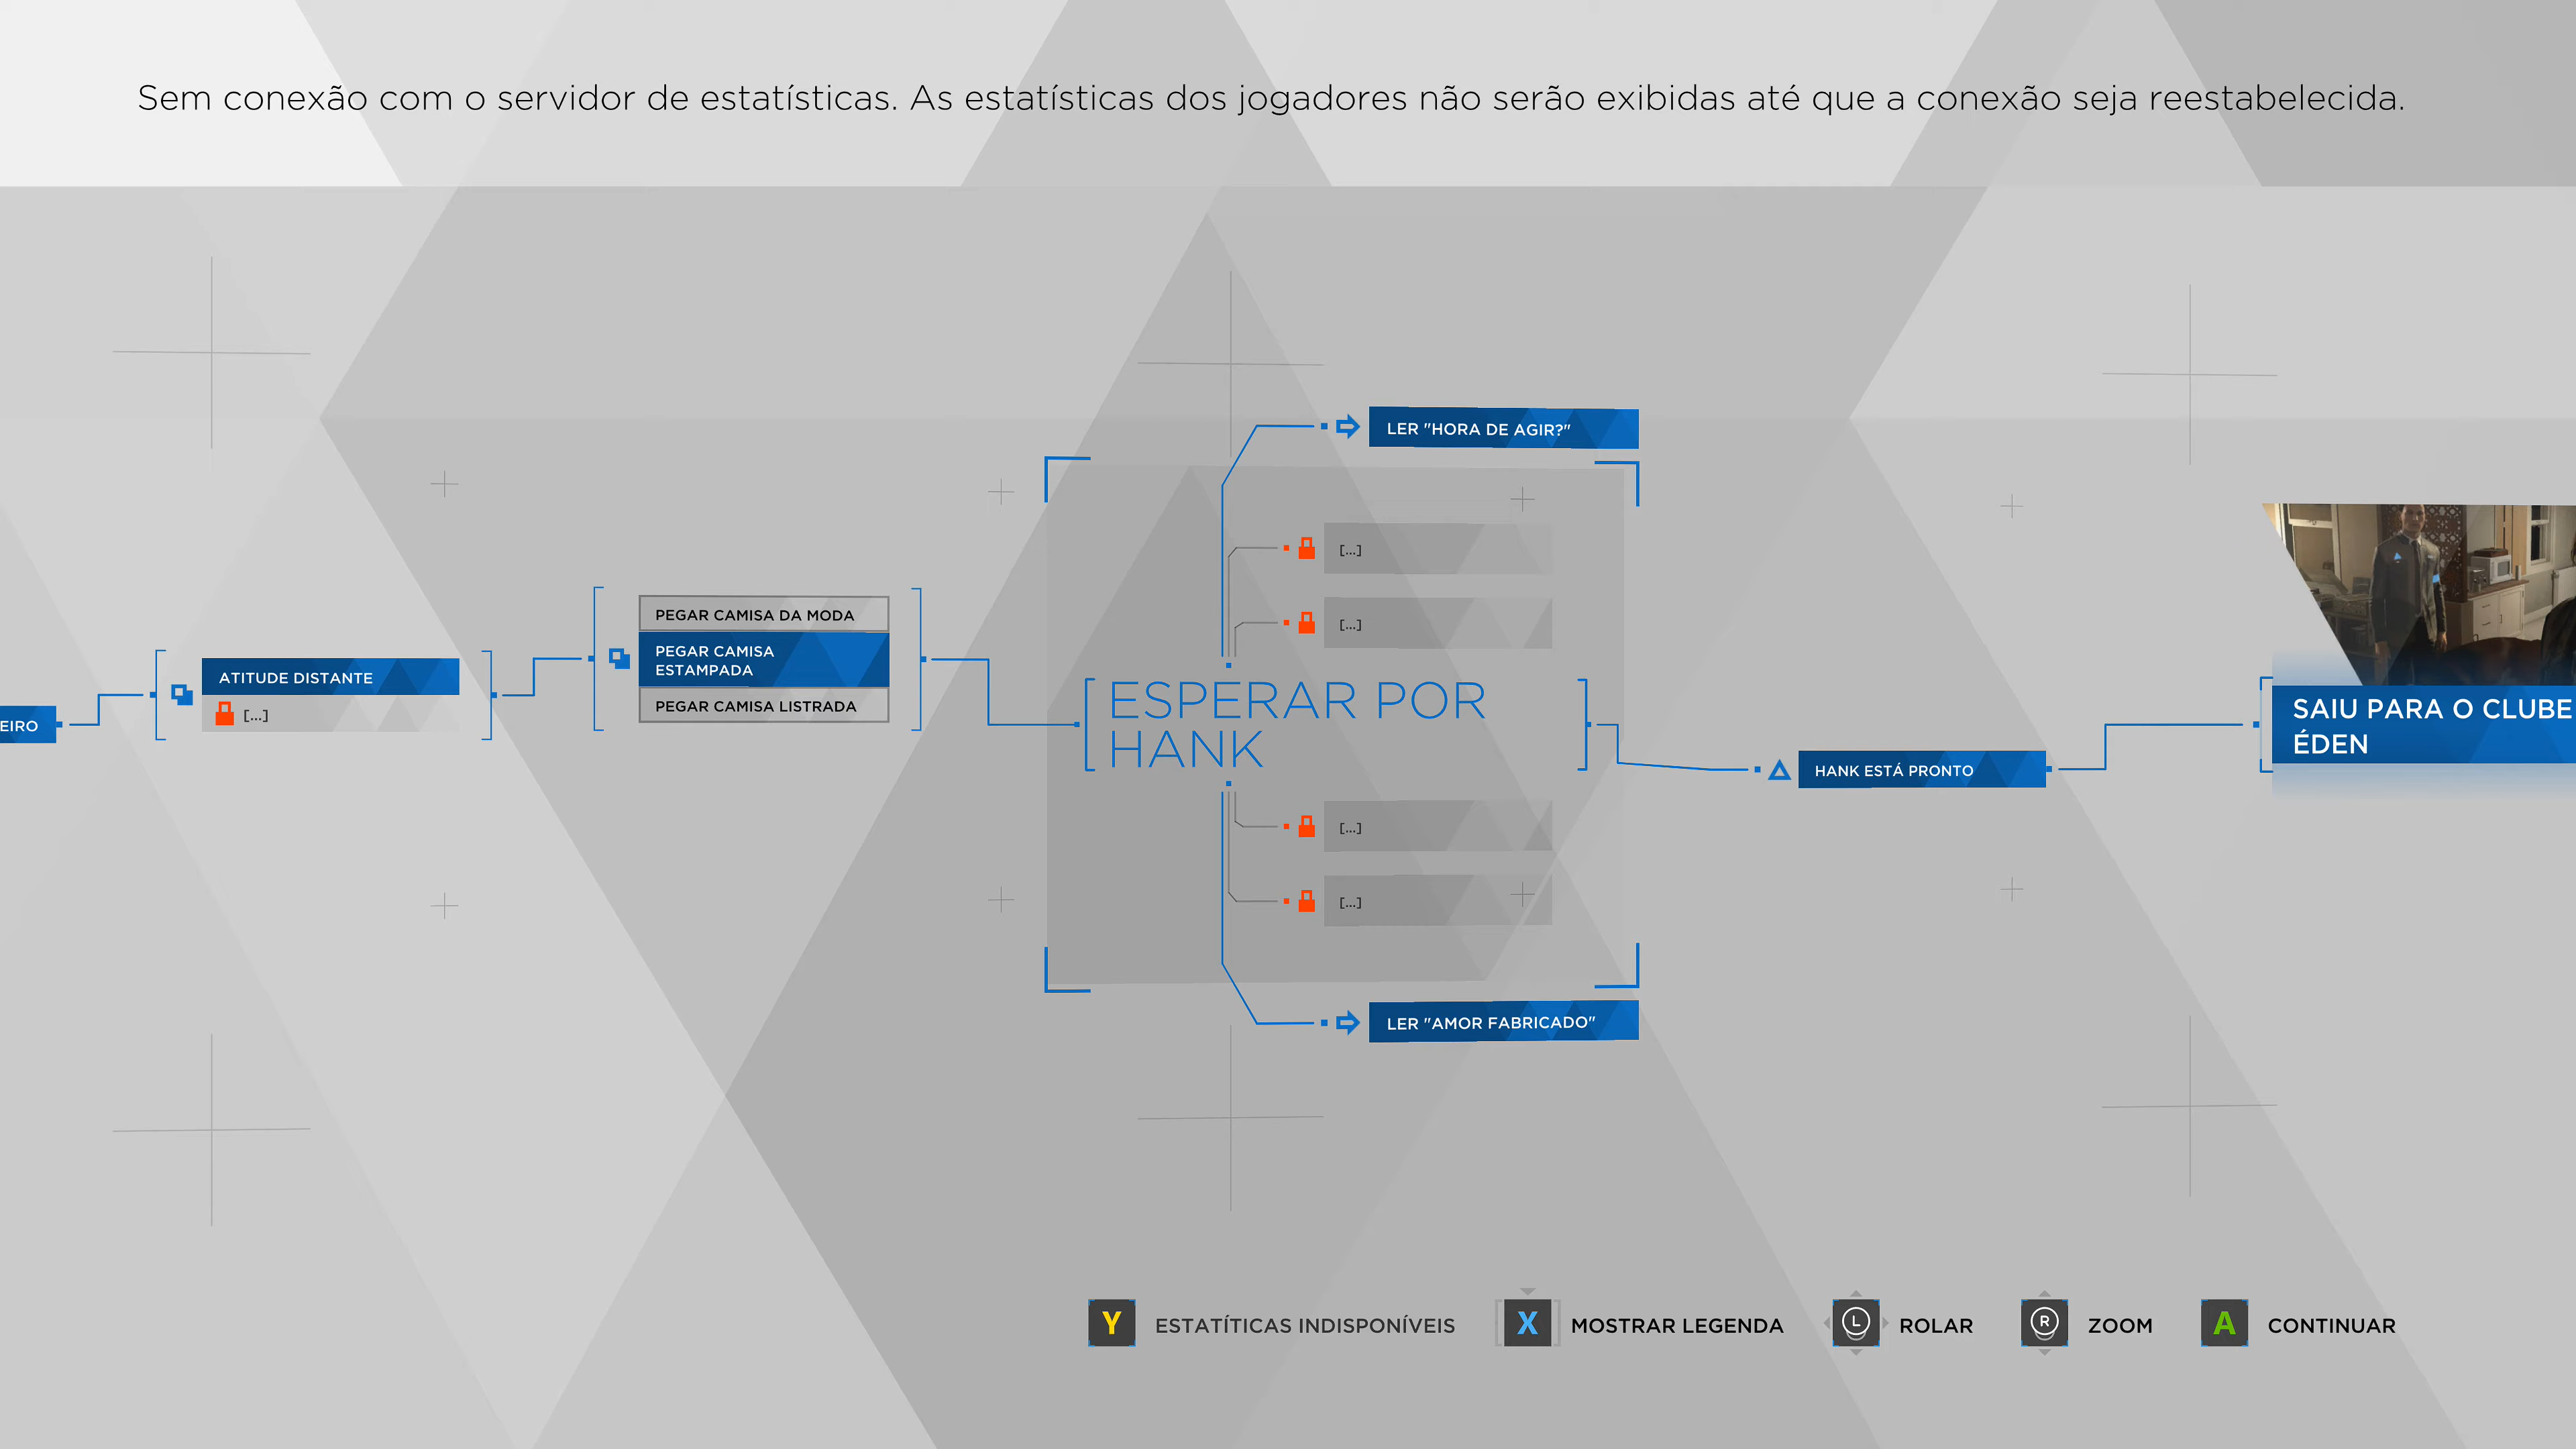 Sem conexão com o servidor de estatísticas. As estatísticas dos jogadores não serão exibidas até que a conexão seja reestabelecida.
EIRO
ATITUDE DISTANTE
[...]
PEGAR CAMISA DA MODA
PEGAR CAMISA
ESTAMPADA
PEGAR CAMISA LISTRADA
LER "HORA DE AGIR?"
[...]
[...]
ESPERAR POR
HANK
[...]
[...]
LER "AMOR FABRICADO"
HANK ESTÁ PRONTO
SAIU PARA O CLUBE
ÉDEN
Y ESTATÍTICAS INDISPONÍVEIS
X MOSTRAR LEGENDA
L ROLAR
R ZOOM
A CONTINUAR